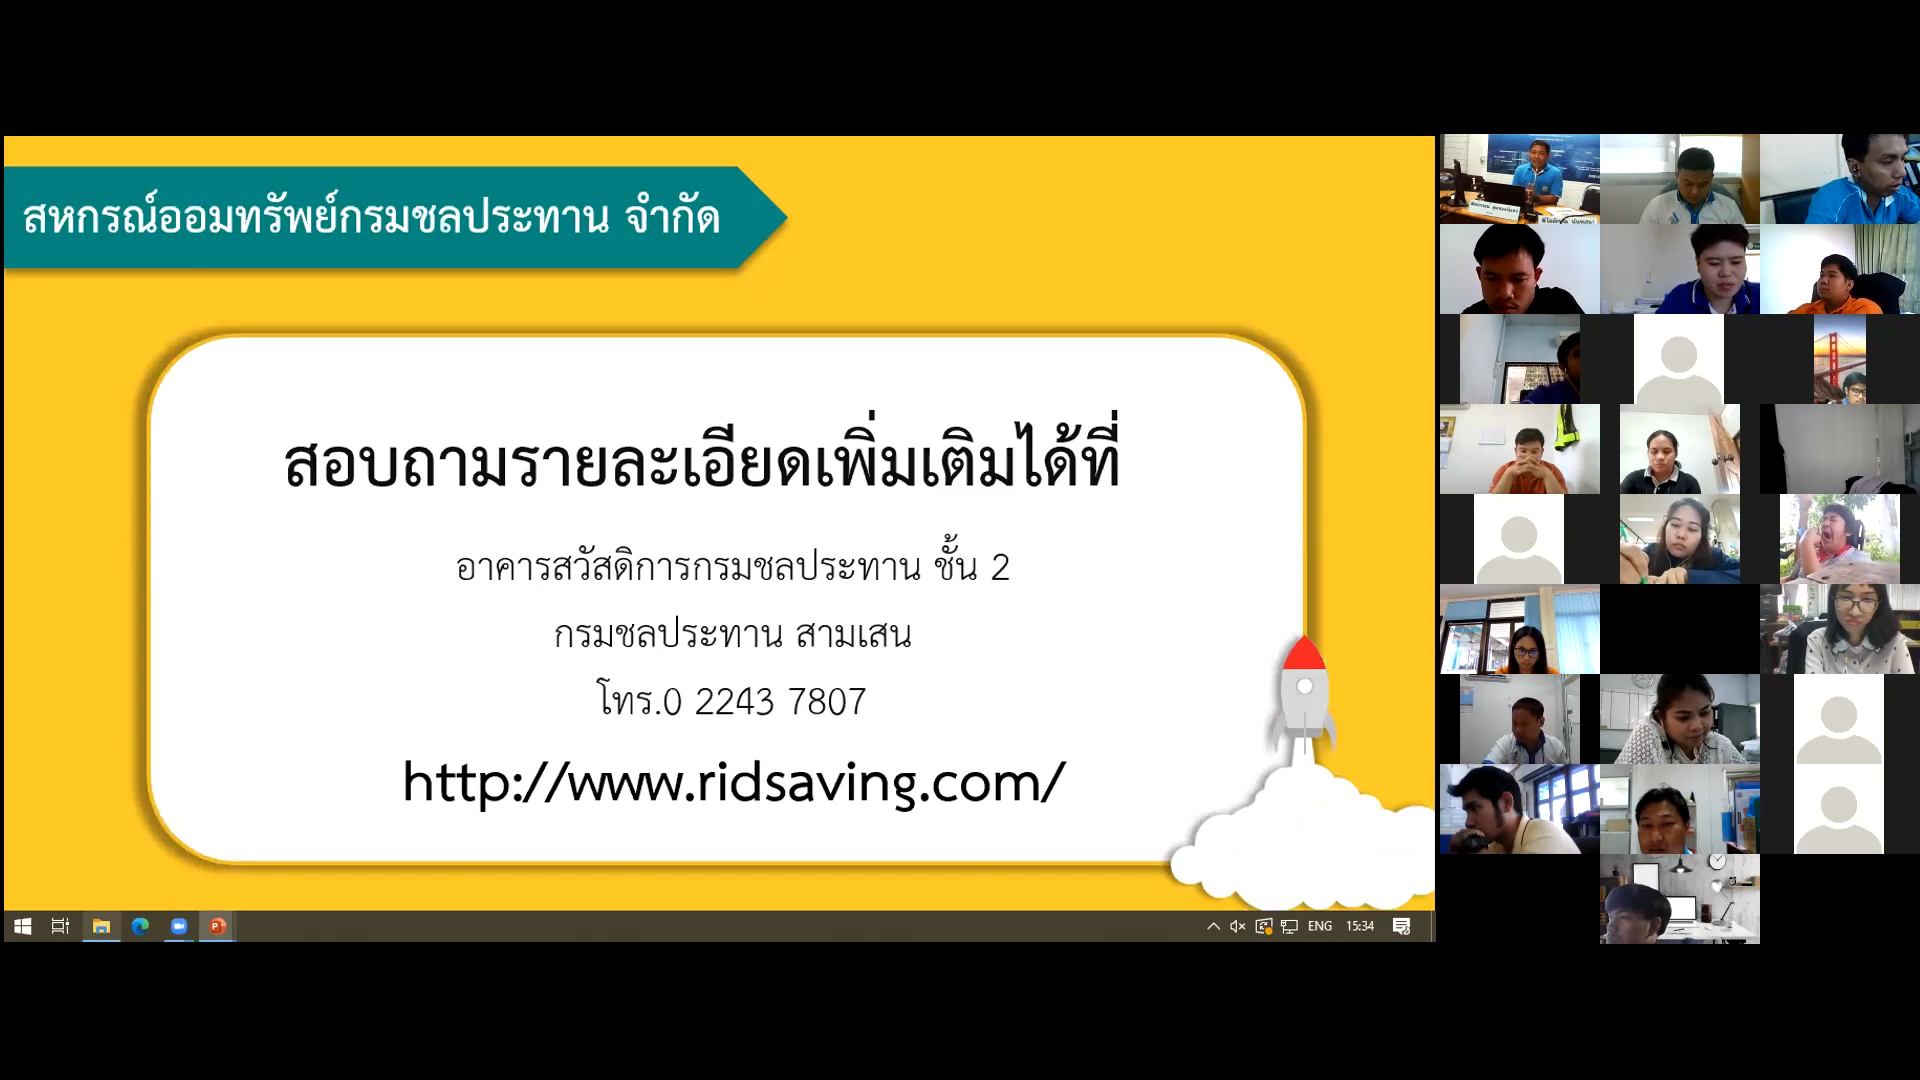 สหกรณ์ออมทรัพย์กรมชลประทาน จำกัด
สอบถามรายละเอียดเพิ่มเติมได้ที่
อาคารสวัสดิการกรมชลประทาน ชั้น 2
กรมชลประทาน สามเสน
โทร.0 2243 7807
http://www.ridsaving.com/
ENG 15:34